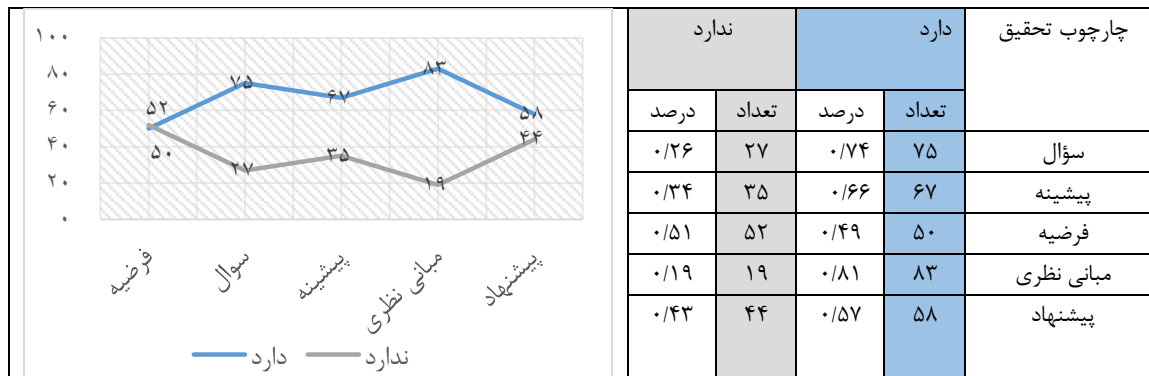 چارچوب تحقیق دارد ندارد
تعداد درصد تعداد درصد
سؤال ۷۵ ۰/۷۴ ۲۷ ۰/۲۶
پیشینه ۶۷ ۰/۶۶ ۳۵ ۰/۳۴
فرضیه ۵۰ ۰/۴۹ ۵۲ ۰/۵۱
مبانی نظری ۸۳ ۰/۸۱ ۱۹ ۰/۱۹
پیشنهاد ۵۸ ۰/۵۷ ۴۴ ۰/۴۳
۱۰۰
۸۰
۶۰
۴۰
۲۰
۰
۵۰ ۷۵ ۶۷ ۸۳ ۵۸
۵۲ ۲۷ ۳۵ ۱۹ ۴۴
فرضیه
سوال
پیشینه
مبانی نظری
پیشنهاد
ندارد دارد